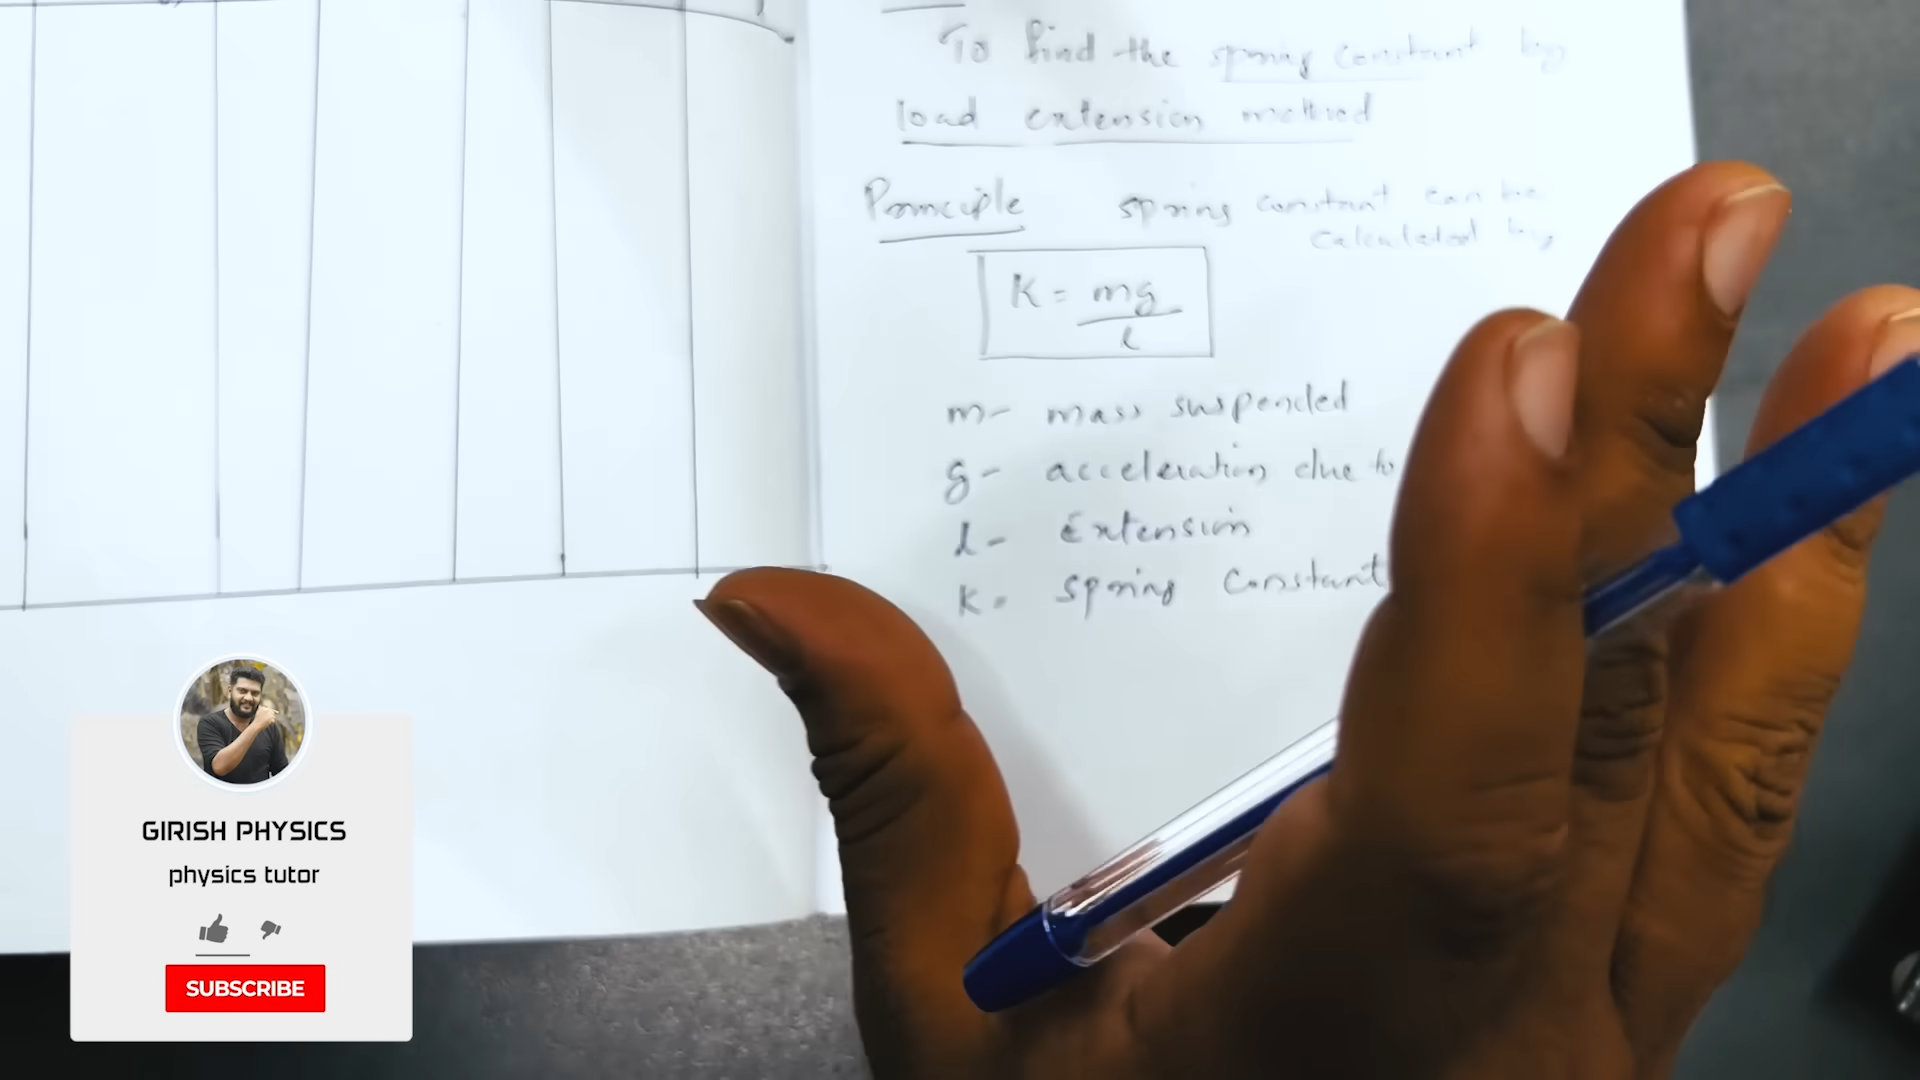 To find the spring constant by
load extension method
Principle spring constant can be
calculated by
K = mg
l
m- mass suspended
g- acceleration due to
l- Extension
K= Spring Constant
GIRISH PHYSICS
physics tutor
SUBSCRIBE